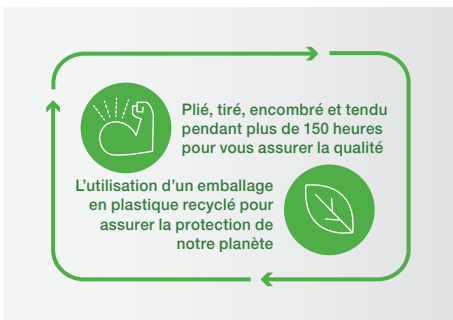 Plié, tiré, encombré et tendu
pendant plus de 150 heures
pour vous assurer la qualité
L'utilisation d'un emballage
en plastique recyclé pour
assurer la protection de
notre planète